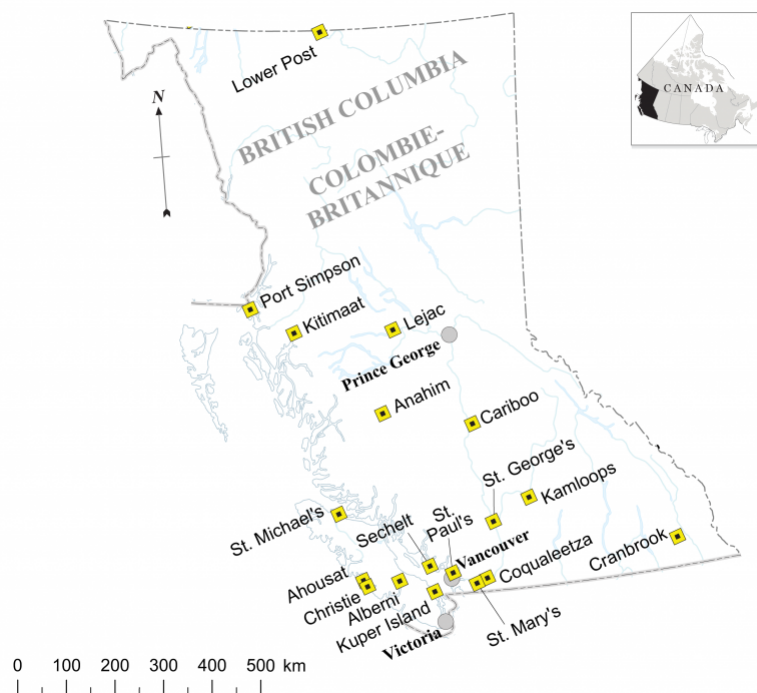 Lower Post
BRITISH COLUMBIA
COLOMBIE-
BRITANNIQUE
CANADA
N
Port Simpson
Kitimaat
Lejac
Prince George
Anahim
Cariboo
St. George's
Kamloops
St. Michael's
Sechelt
St.
Paul's
Vancouver
Cranbrook
Coqualeetza
Ahousat
Christie
Alberni
Kuper Island
St. Mary's
Victoria
0 100 200 300 400 500 km